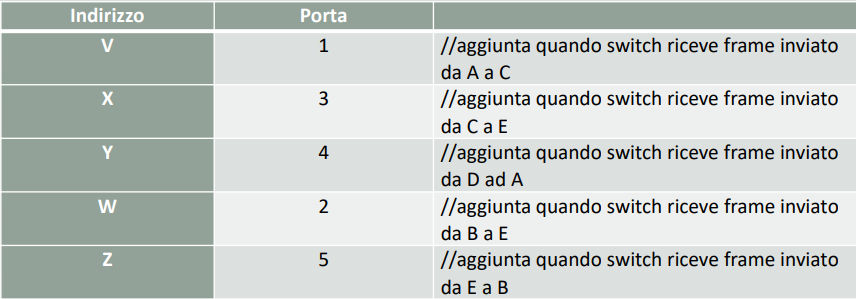 Indirizzo Porta
V 1 //aggiunta quando switch riceve frame inviato
da A a C
X 3 //aggiunta quando switch riceve frame inviato
da C a E
Y 4 //aggiunta quando switch riceve frame inviato
da D ad A
W 2 //aggiunta quando switch riceve frame inviato
da B a E
Z 5 //aggiunta quando switch riceve frame inviato
da E a B